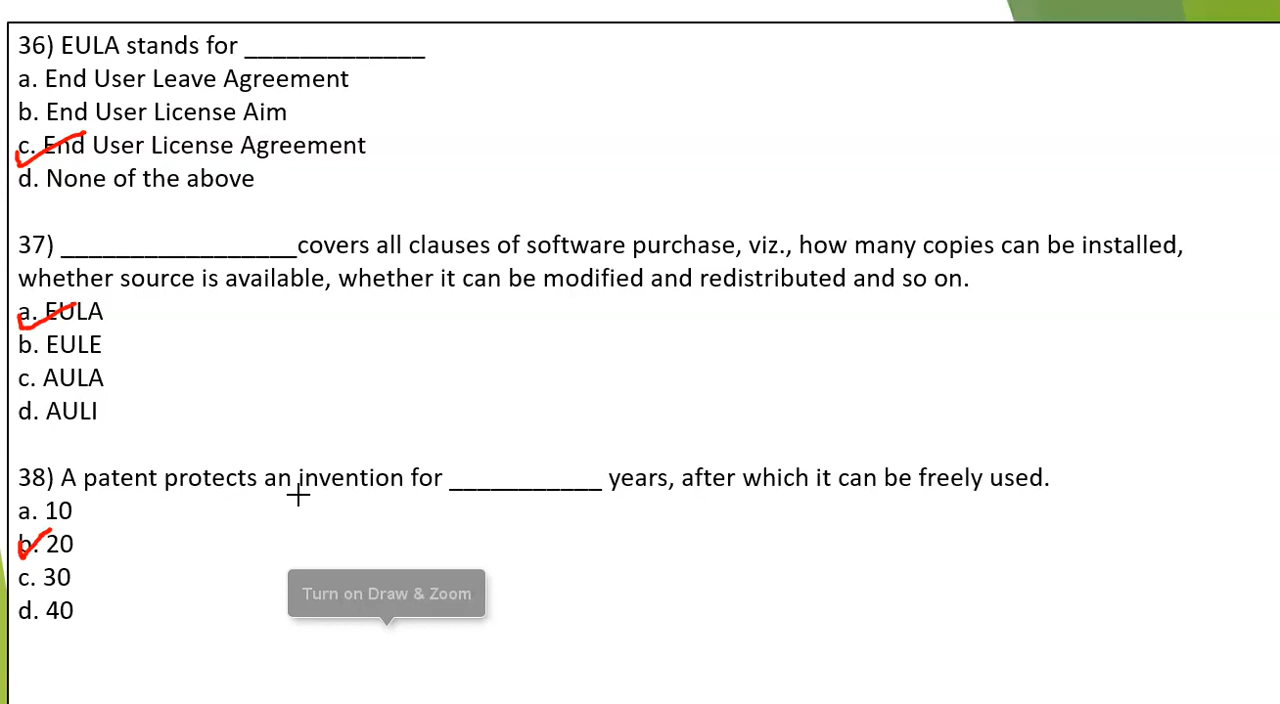 36) EULA stands for _____________
a. End User Leave Agreement
b. End User License Aim
c. End User License Agreement
d. None of the above
37) _________________covers all clauses of software purchase, viz., how many copies can be installed,
whether source is available, whether it can be modified and redistributed and so on.
a. EULA
b. EULE
c. AULA
d. AULI
38) A patent protects an invention for ___________ years, after which it can be freely used.
a. 10
b. 20
c. 30
Turn on Draw & Zoom
d. 40